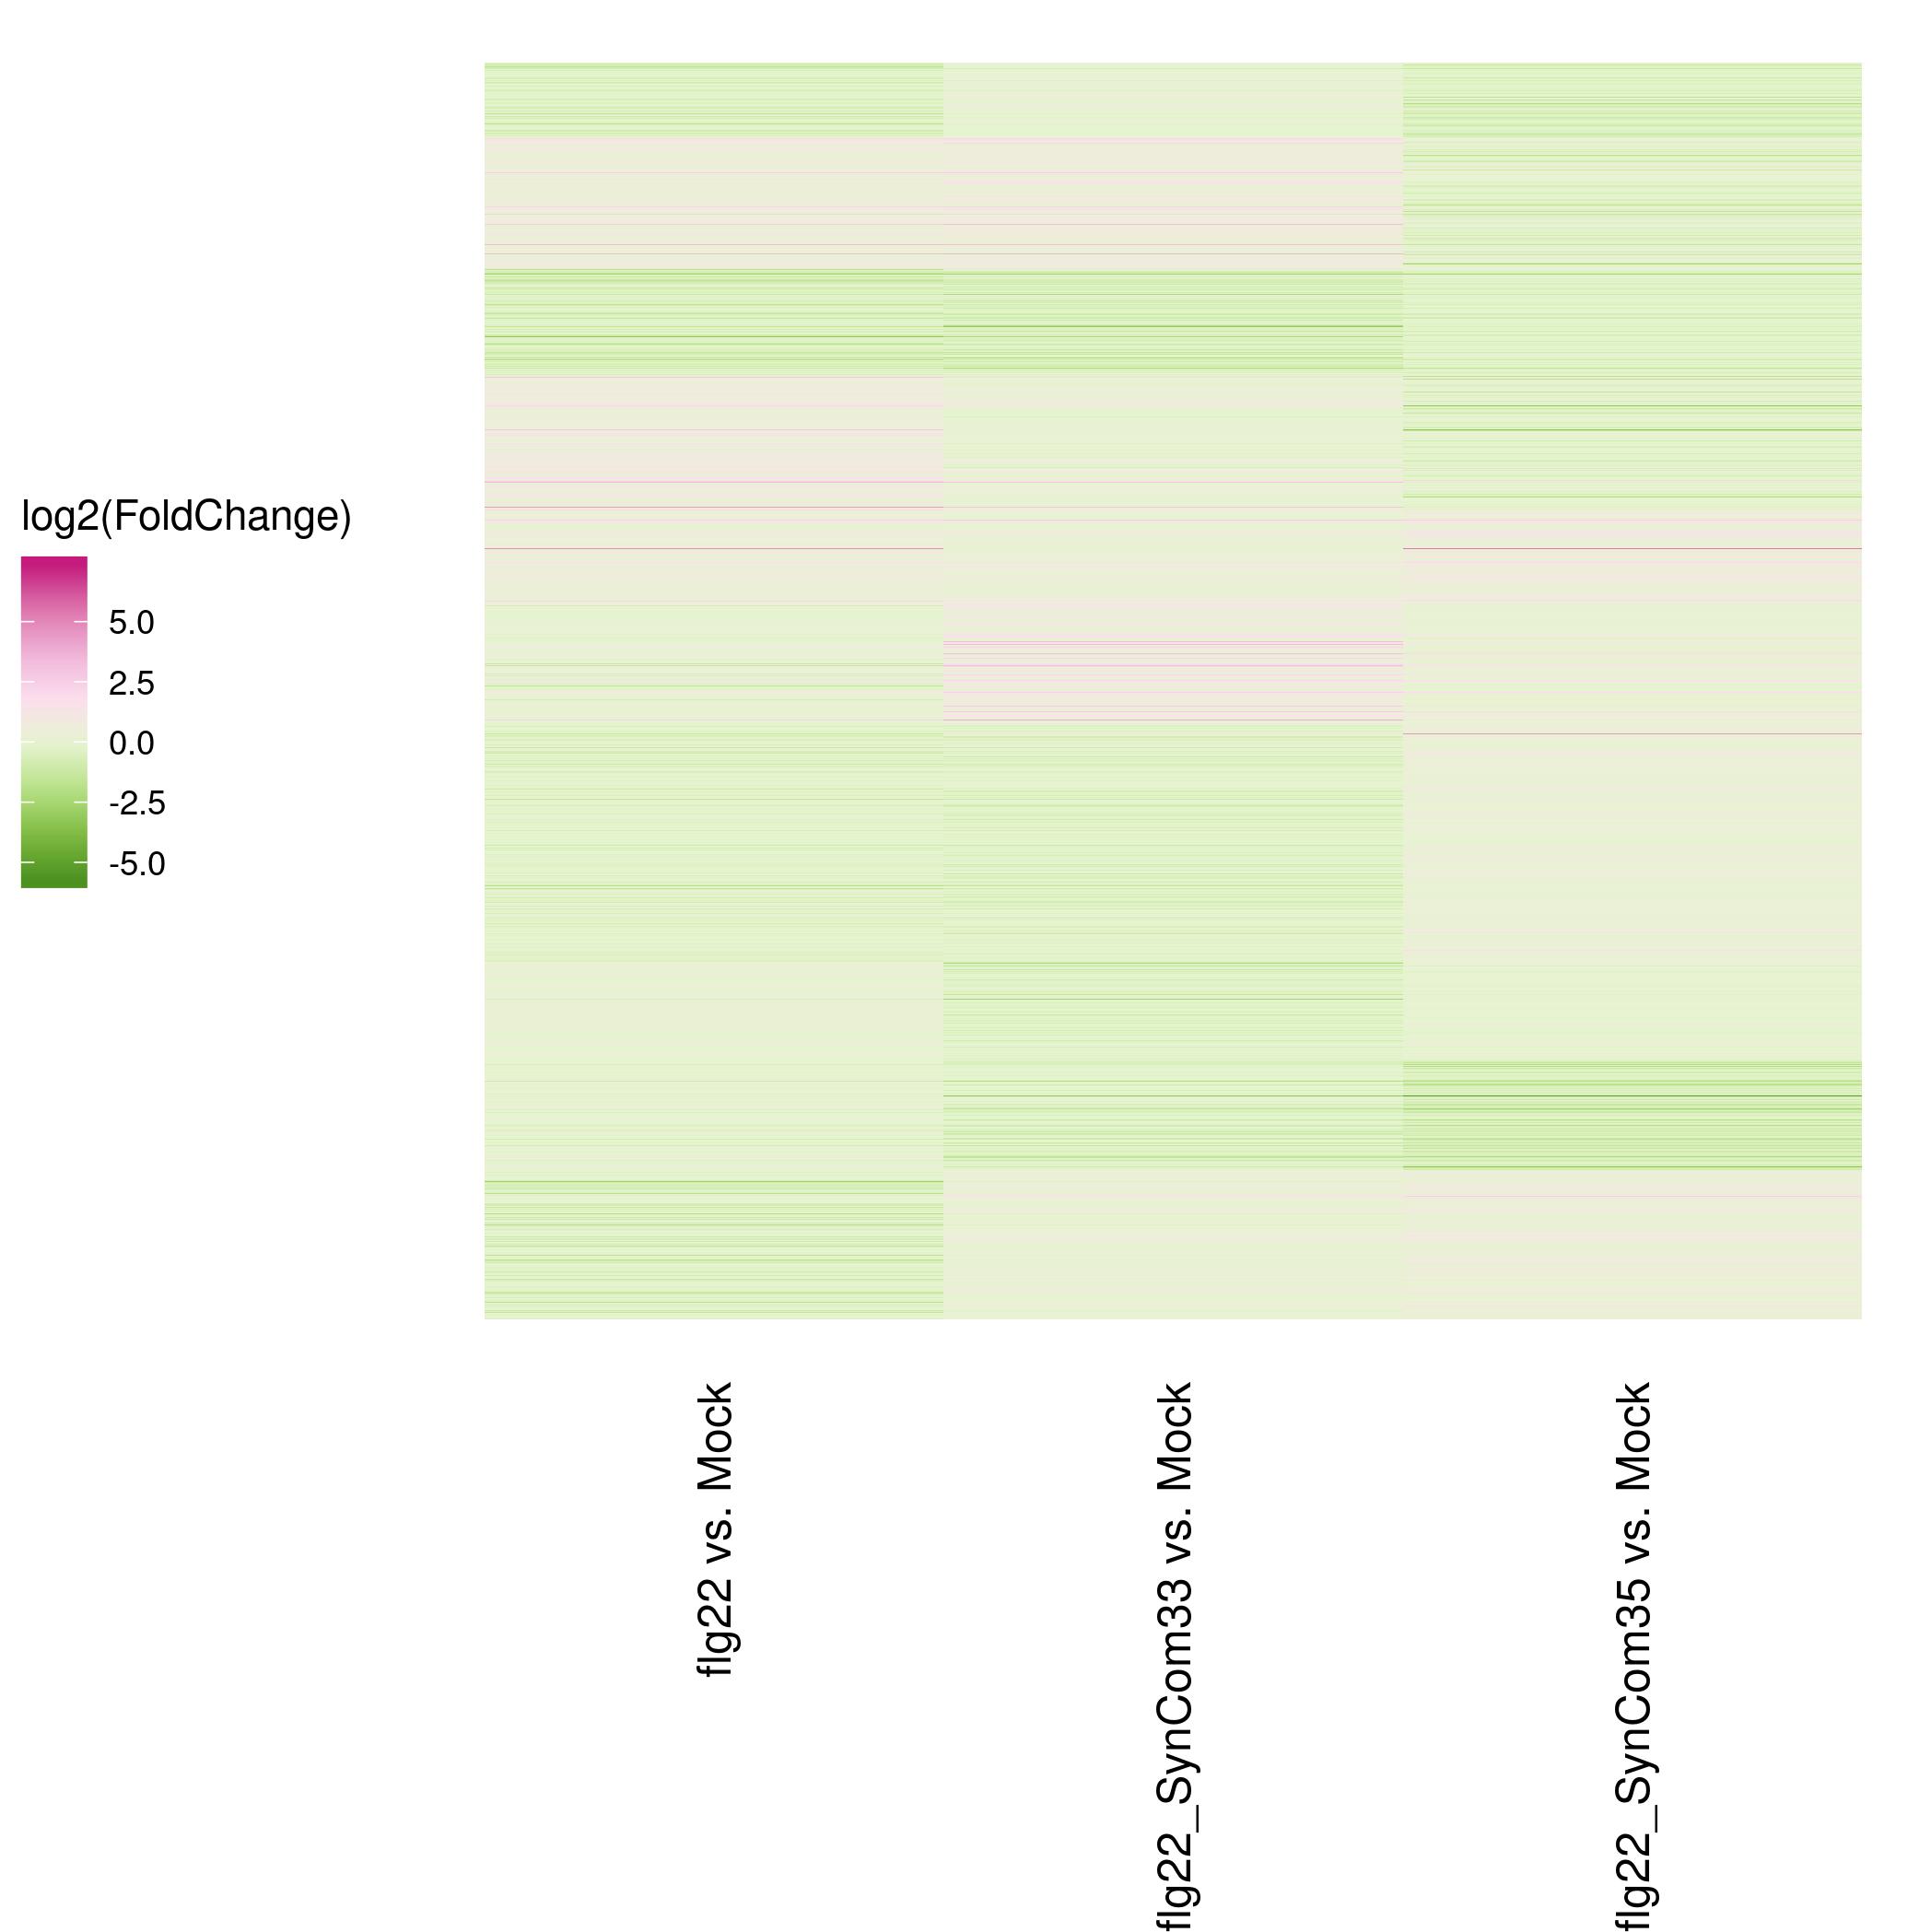 log2(FoldChange)
5.0
2.5
0.0
-2.5
-5.0
flg22 vs. Mock
flg22_SynCom33 vs. Mock
flg22_SynCom35 vs. Mock